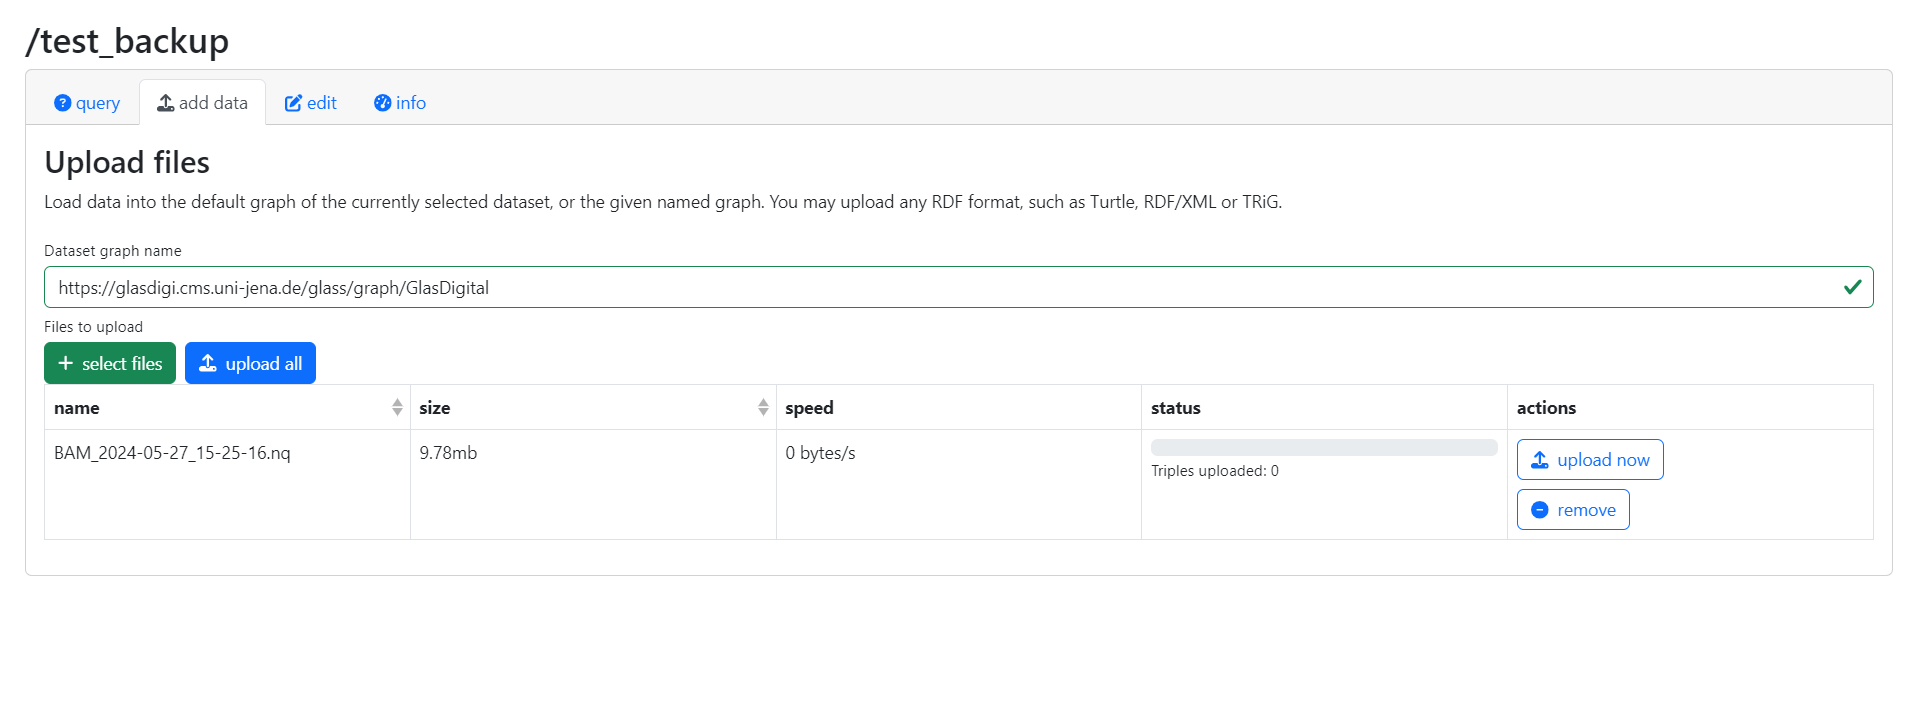 /test_backup
query add data edit info
Upload files
Load data into the default graph of the currently selected dataset, or the given named graph. You may upload any RDF format, such as Turtle, RDF/XML or TRiG.
Dataset graph name
https://glasdigi.cms.uni-jena.de/glass/graph/GlasDigital
Files to upload
select files upload all
name size speed status actions
BAM_2024-05-27_15-25-16.nq 9.78mb 0 bytes/s upload now
Triples uploaded: 0
remove